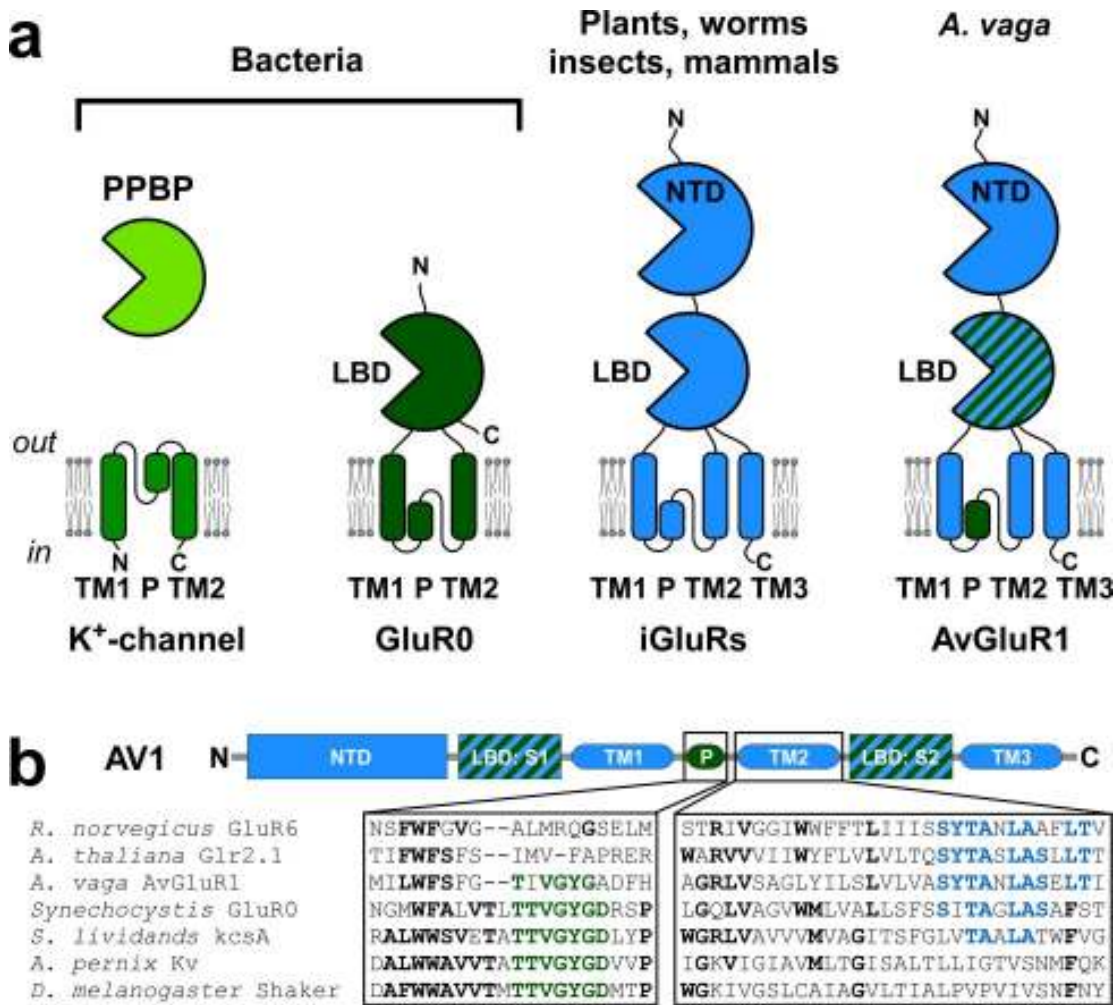 a
Plants, worms
insects, mammals
A. vaga
Bacteria
N
N
PPBP
NTD
NTD
N
LBD
LBD
LBD
C
out
in
N
C
C
C
TM1 P TM2
TM1 P TM2
TM1 P TM2 TM3
TM1 P TM2 TM3
K+-channel
GluR0
iGluRs
AvGluR1
b
AV1 N NTD LBD: S1 TM1 P TM2 LBD: S2 TM3 C
R. norvegicus GluR6 NSFWFGVG--ALMRQGSELM STRIVGGIWWFFTLIIISSYTANLAAFLTV
A. thaliana Glr2.1 TIFWFSFS-IMV-FAPRER WARVVVIIWYFLVLVLTQSYTASLASLLTT
A. vaga AvGluR1 MILWFSFG--TIVGYGADFH AGRLVSAGLYILSLVLVASYTANLASELTI
Synechocystis GluR0 NGMWFALVTLTTVGYGDRSP LGQLVAGVWMLVALLSFSSITAGLASAFST
S. lividands kcsA RALWWSVETATTVGYGDLYP WGRLVAVVVMVAGITSFGLVTAALATWFVG
A. pernix Kv DALWWAVVTATTVGYGDVVP IGKVIGIAVMLTGISALTLLIGTVSNMFQK
D. melanogaster Shaker DAFWWAVVTMTTVGYGDMTP WGKIVGSLCAIAGVLTIALPVPVIVSNFNY